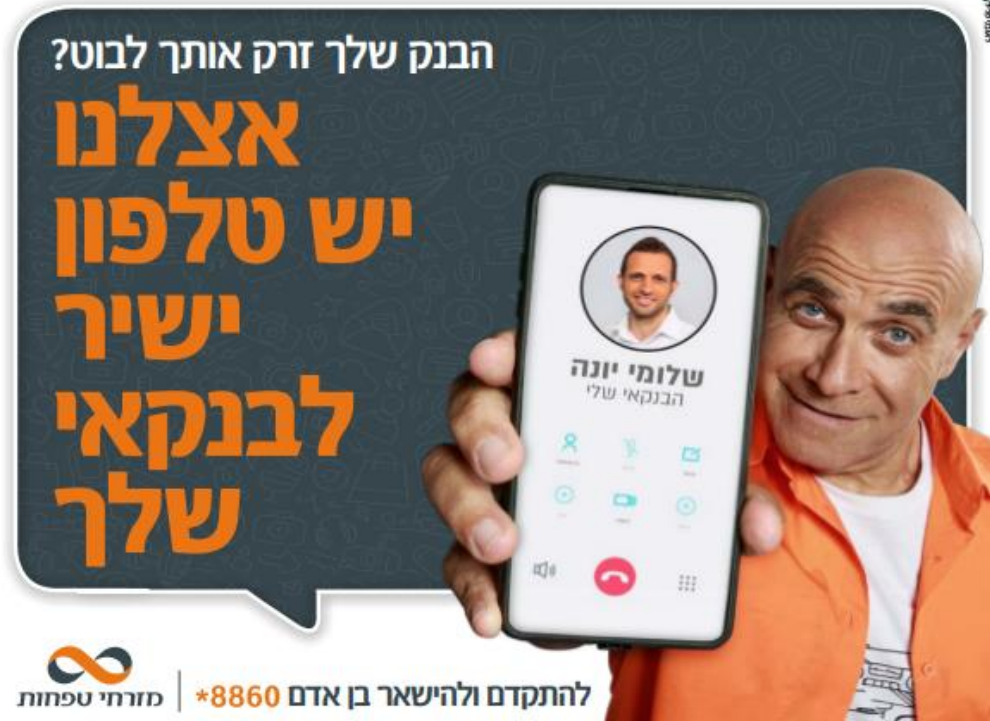 הבנק שלך זרק אותך לבוט?
אצלנו
יש טלפון
ישיר
לבנקאי
שלך
שלומי יונה
הבנקאי שלי
להתקדם ולהישאר בן אדם 8860*
מזרחי טפחות